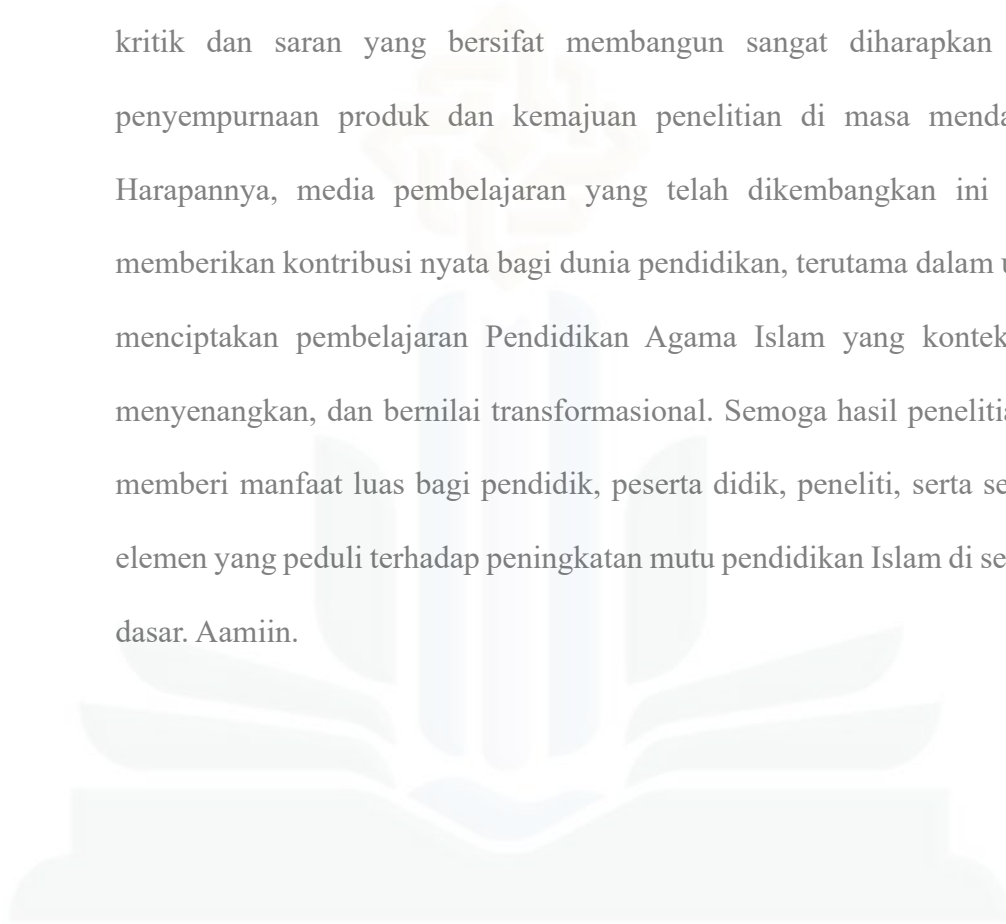 kritik dan saran yang bersifat membangun sangat diharapkan
penyempurnaan produk dan kemajuan penelitian di masa
Harapannya, media pembelajaran yang telah dikembangkan ini
memberikan kontribusi nyata bagi dunia pendidikan, terutama dalam
menciptakan pembelajaran Pendidikan Agama Islam yang
menyenangkan, dan bernilai transformasional. Semoga hasil
memberi manfaat luas bagi pendidik, peserta didik, peneliti, serta
elemen yang peduli terhadap peningkatan mutu pendidikan Islam di
dasar. Aamiin.